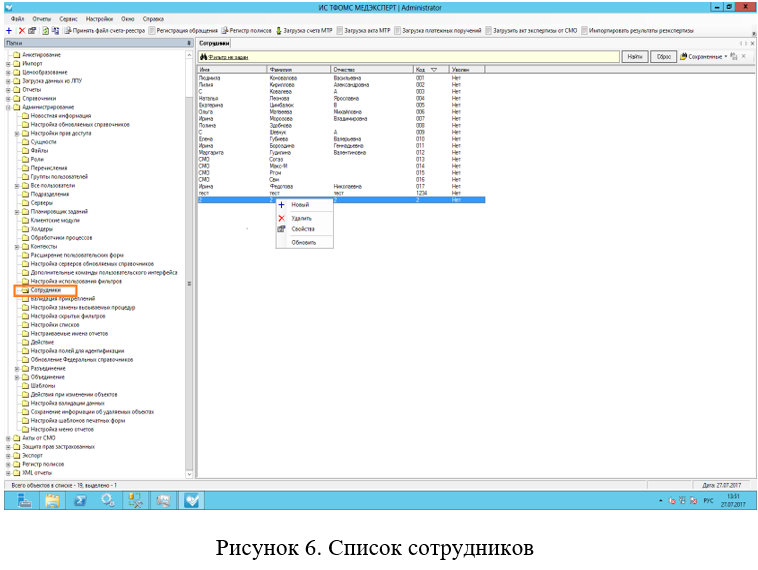 ИС ТФОМС МЕДЭКСПЕРТ | Administrator
Файл Отчеты Сервис Настройки Окно Справка
Принять файл счета-реестра Регистрация обращения Регистр полисов Загрузка счета МТР Загрузка акта МТР Загрузка платежных поручений Загрузить акт экспертизы от СМО Импортировать результаты реэкспертизы
Папки
Сотрудники
Фильтр не задан Найти Сброс Сохраненные
Анкетирование
Импорт
Ценообразование
Загрузка данных из ЛПУ
Отчеты
Справочники
Администрирование
Новостная информация
Настройка обновляемых справочников
Настройки прав доступа
Сущности
Файлы
Роли
Перечисления
Группы пользователей
Все пользователи
Подразделения
Серверы
Планировщик заданий
Клиентские модули
Холдеры
Обработчики процессов
Контексты
Расширение пользовательских форм
Настройка серверов обновляемых справочников
Дополнительные команды пользовательского интерфейса
Настройка использования фильтров
Сотрудники
Валидация прикреплений
Настройка замены вызываемых процедур
Настройка скрытых фильтров
Настройки списков
Настраиваемые имена отчетов
Действие
Настройка полей для идентификации
Обновление Федеральных справочников
Разъединение
Объединение
Шаблоны
Действия при изменении объектов
Настройка валидации данных
Сохранение информации об удаляемых объектах
Настройка шаблонов печатных форм
Настройка меню отчетов
Акты от СМО
Защита прав застрахованных
Экспорт
Регистр полисов
XML отчеты
Имя Фамилия Отчество Код Уволен
Людмила Коновалова Васильевна 001 Нет
Лилия Кириллова Александровна 002 Нет
С Ковалева А 003 Нет
Наталья Леонова Ярославна 004 Нет
Екатерина Цимбалюк В 005 Нет
Ольга Матвеева Михайловна 006 Нет
Ирина Морозова Владимировна 007 Нет
Полина Здобнова 008 Нет
С Шевчук А 009 Нет
Елена Губиева Валерьевна 010 Нет
Ирина Бороздина Геннадьевна 011 Нет
Маргарита Гудилина Валентиновна 012 Нет
СМО Согаз 013 Нет
СМО Макс-М 014 Нет
СМО Ргом 015 Нет
СМО Свм 016 Нет
Ирина Федотова Николаевна 017 Нет
тест тест тест 1234 Нет
2 2 2 2 Нет
Новый
Удалить
Свойства
Обновить
Всего объектов в списке - 19, выделено - 1 Дата: 27.07.2017
РУС 13:51
27.07.2017
Рисунок 6. Список сотрудников